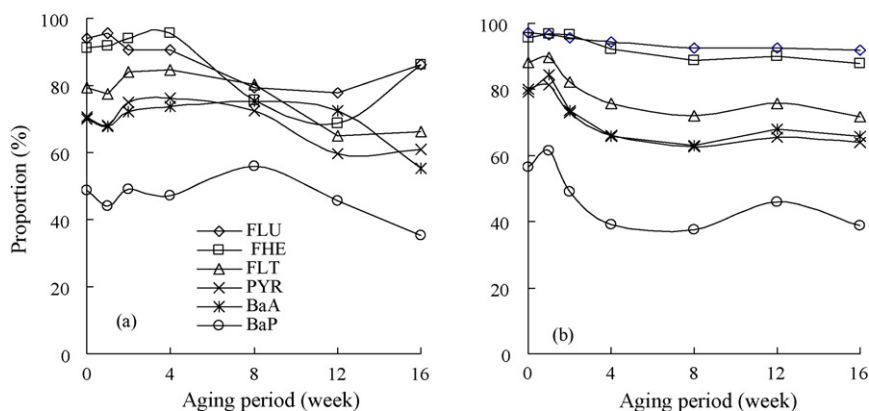 Proportion (%)
100
80
60
40
20
0
FLU
FHE
FLT
PYR
BaA
BaP
(a)
0 4 8 12 16
Aging period (week)
100
80
60
40
20
0
(b)
0 4 8 12 16
Aging period (week)